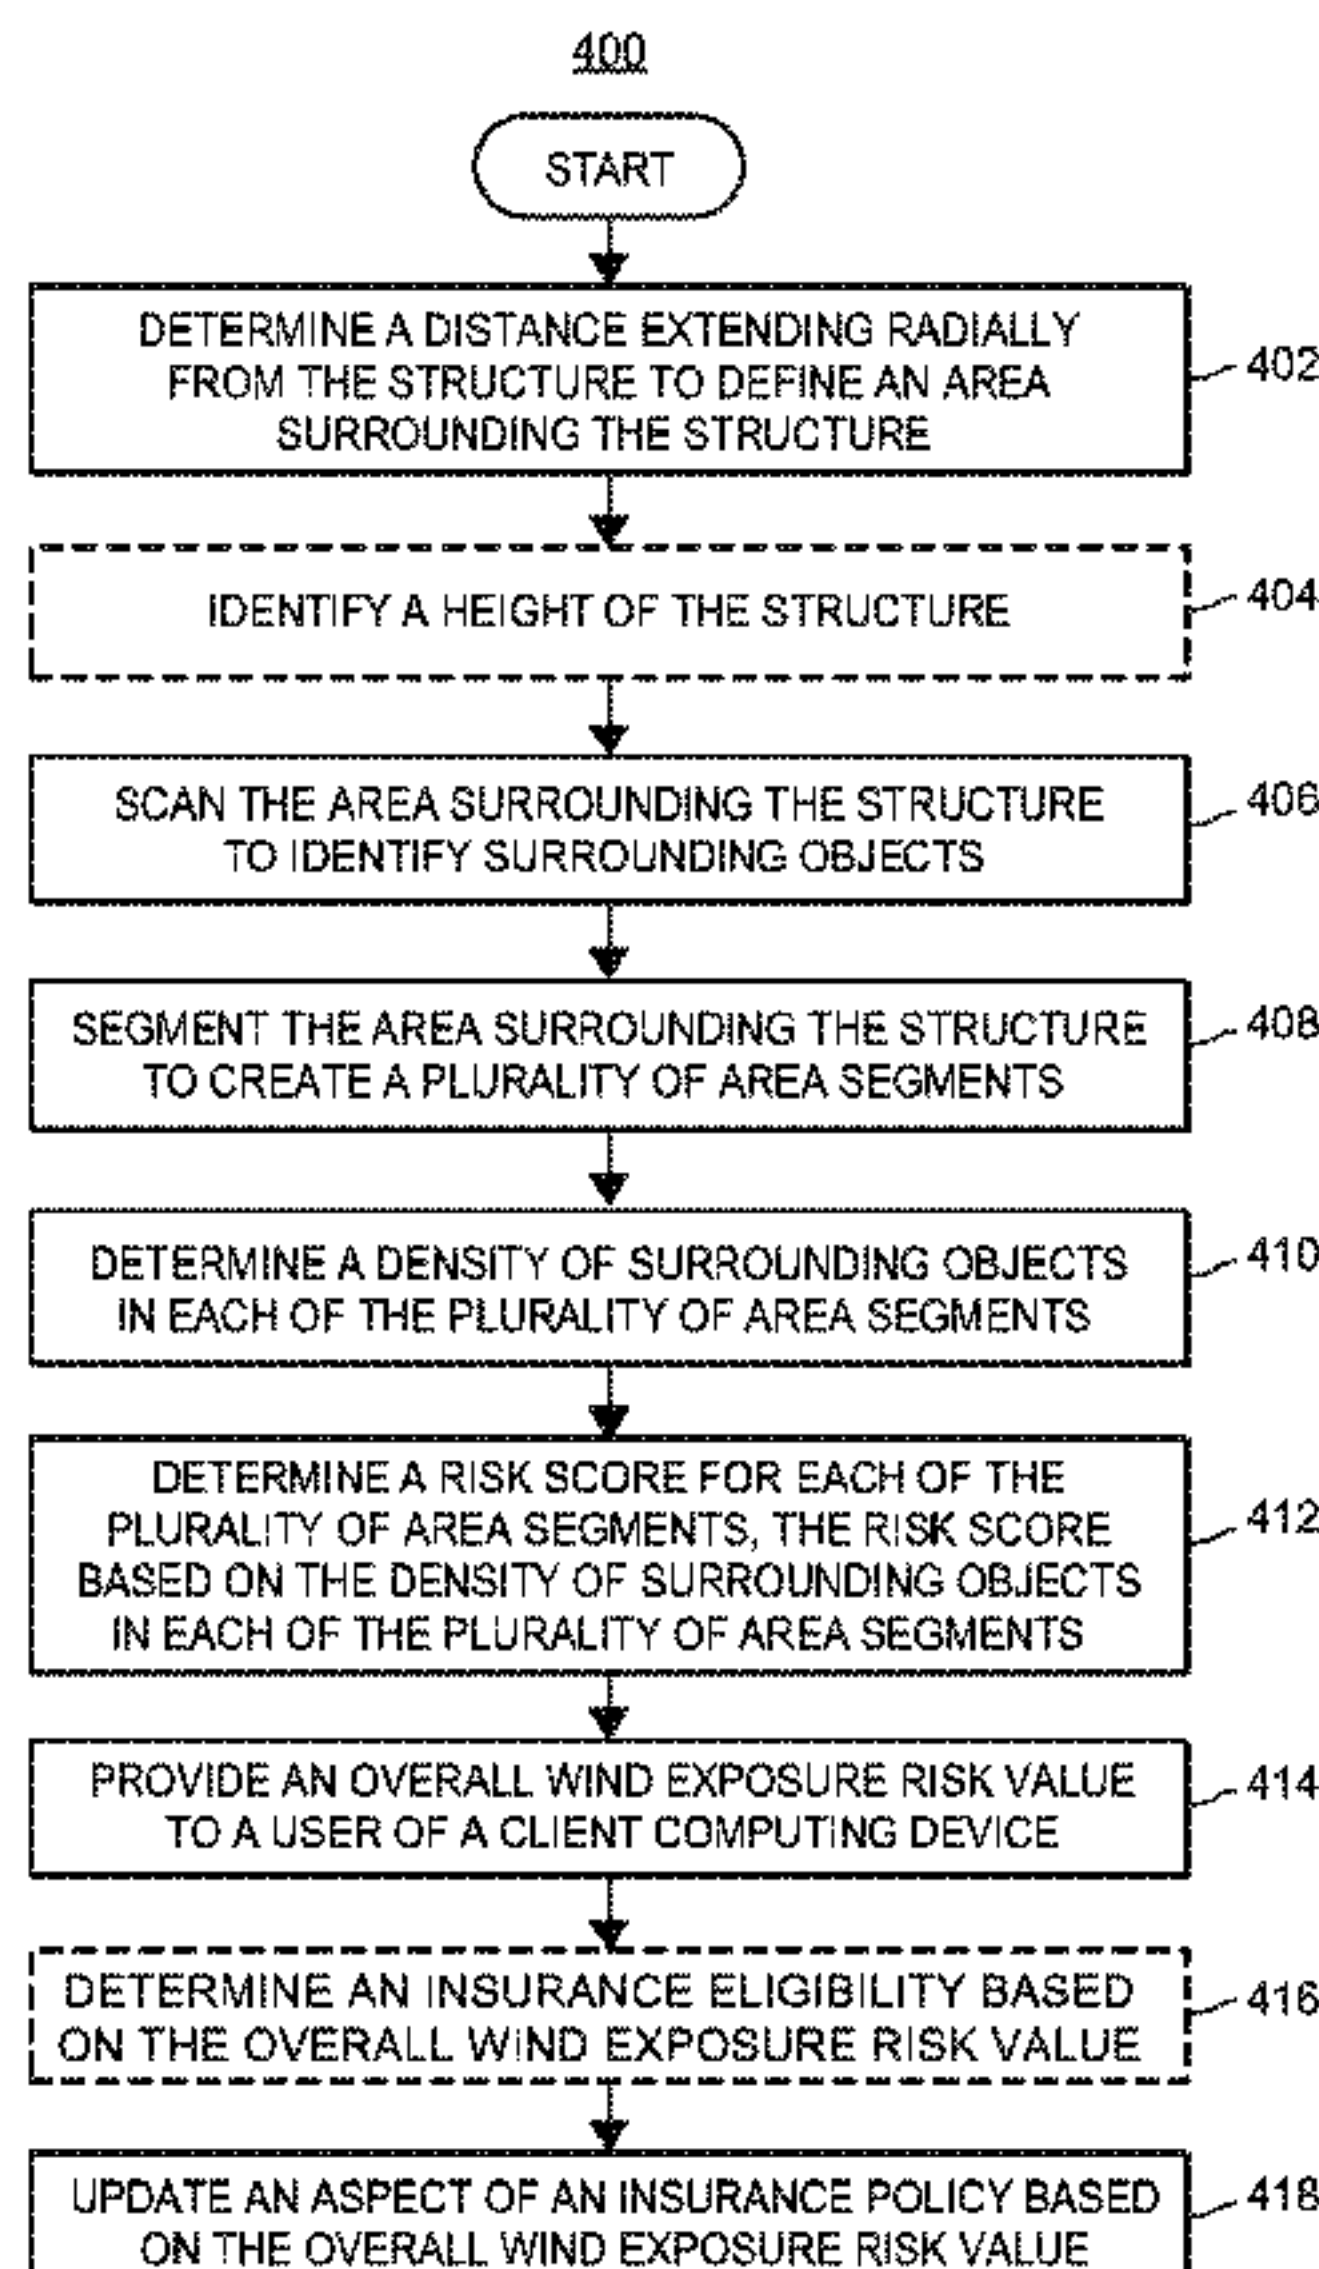 400
START
DETERMINE A DISTANCE EXTENDING RADIALLY
FROM THE STRUCTURE TO DEFINE AN AREA
SURROUNDING THE STRUCTURE
402
IDENTIFY A HEIGHT OF THE STRUCTURE
404
SCAN THE AREA SURROUNDING THE STRUCTURE
TO IDENTIFY SURROUNDING OBJECTS
406
SEGMENT THE AREA SURROUNDING THE STRUCTURE
TO CREATE A PLURALITY OF AREA SEGMENTS
408
DETERMINE A DENSITY OF SURROUNDING OBJECTS
IN EACH OF THE PLURALITY OF AREA SEGMENTS
410
DETERMINE A RISK SCORE FOR EACH OF THE
PLURALITY OF AREA SEGMENTS, THE RISK SCORE
BASED ON THE DENSITY OF SURROUNDING OBJECTS
IN EACH OF THE PLURALITY OF AREA SEGMENTS
412
PROVIDE AN OVERALL WIND EXPOSURE RISK VALUE
TO A USER OF A CLIENT COMPUTING DEVICE
414
DETERMINE AN INSURANCE ELIGIBILITY BASED
ON THE OVERALL WIND EXPOSURE RISK VALUE
416
UPDATE AN ASPECT OF AN INSURANCE POLICY BASED
ON THE OVERALL WIND EXPOSURE RISK VALUE
418